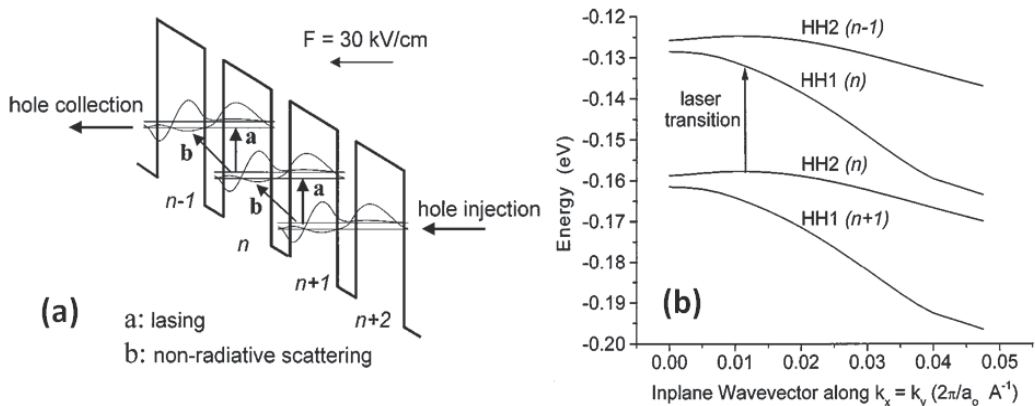 F = 30 kV/cm
hole collection
a
b
a
b
hole injection
n-1
n
n+1
n+2
(a)
a: lasing
b: non-radiative scattering
(b)
Energy (eV)
-0.12
-0.13
-0.14
-0.15
-0.16
-0.17
-0.18
-0.19
-0.20
HH2 (n-1)
HH1 (n)
laser
transition
HH2 (n)
HH1 (n+1)
(b)
0.00 0.01 0.02 0.03 0.04 0.05
Inplane Wavevector along kₓ = kᵧ (2π/aₒ A⁻¹)